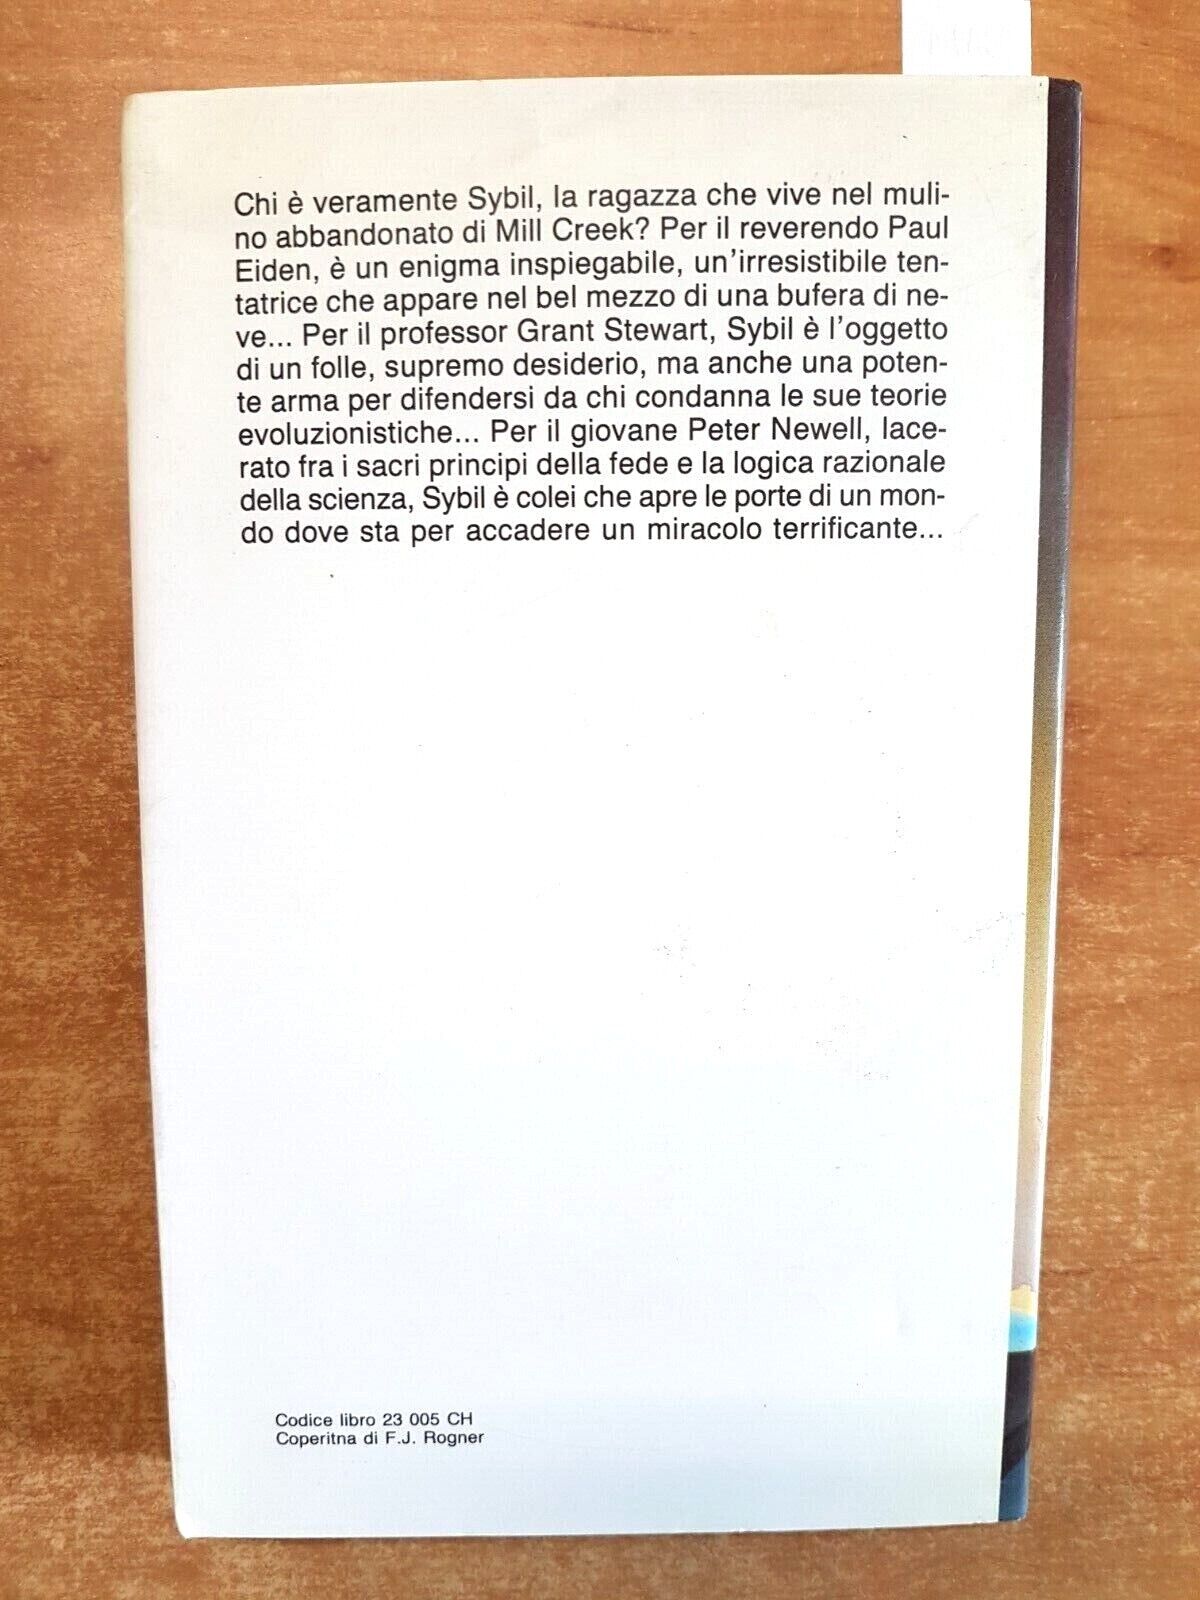 Chi è veramente Sybil, la ragazza che vive nel muli-
no abbandonato di Mill Creek? Per il reverendo Paul
Eiden, è un enigma inspiegabile, un'irresistibile ten-
tatrice che appare nel bel mezzo di una bufera di ne-
ve... Per il professor Grant Stewart, Sybil è l'oggetto
di un folle, supremo desiderio, ma anche una poten-
te arma per difendersi da chi condanna le sue teorie
evoluzionistiche... Per il giovane Peter Newell, lace-
rato fra i sacri principi della fede e la logica razionale
della scienza, Sybil è colei che apre le porte di un mon-
do dove sta per accadere un miracolo terrificante...
Codice libro 23 005 CH
Coperitna di F.J. Rogner